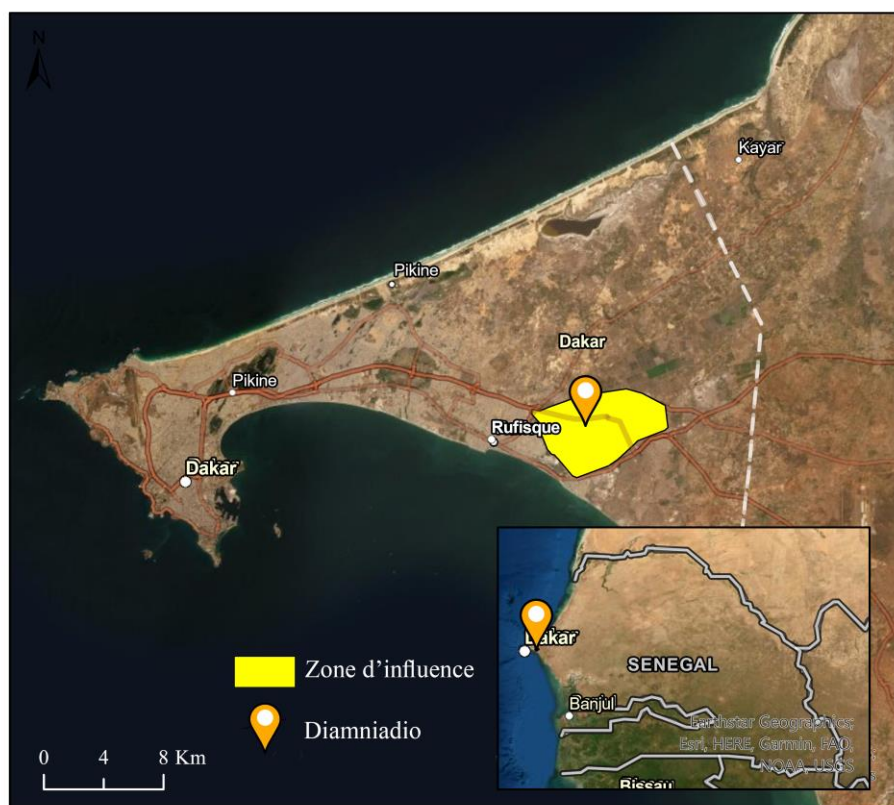 N
Kayar
Pikine
Dakar
Pikine
Rufisque
Dakar
Dakar
SENEGAL
Banjul
Earthstar Geographics;
Esri, HERE, Garmin, FAO,
NOAA, USGS
Bissau
Zone d'influence
Diamniadio
0 4 8 Km